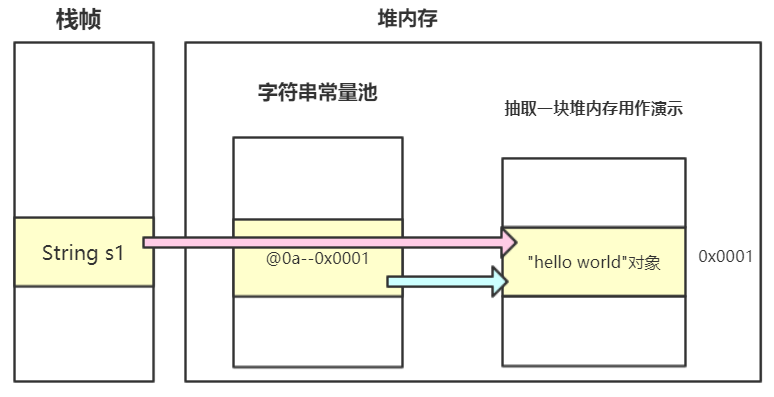 栈帧
堆内存
字符串常量池
抽取一块堆内存用作演示
String s1
@0a--0x0001
"hello world"对象
0x0001